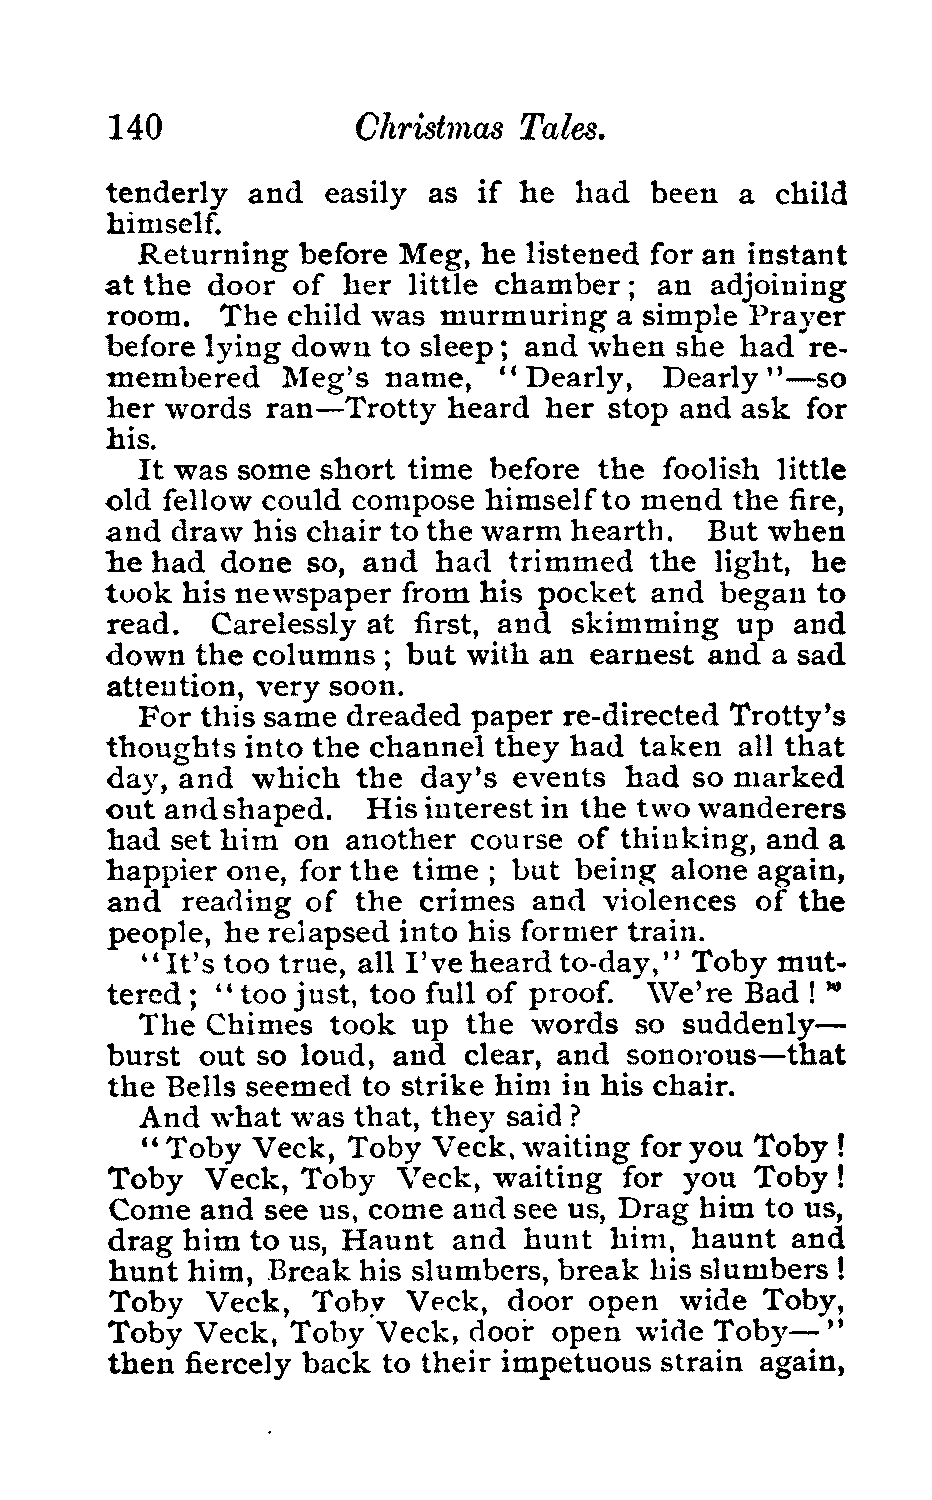 140 Christmas Tales.
tenderly and easily as if he had been a child
himself.
Returning before Meg, he listened for an instant
at the door of her little chamber; an adjoining
room. The child was murmuring a simple Prayer
before lying down to sleep; and when she had re-
membered Meg's name, "Dearly, Dearly"—so
her words ran—Trotty heard her stop and ask for
his.
It was some short time before the foolish little
old fellow could compose himself to mend the fire,
and draw his chair to the warm hearth. But when
he had done so, and had trimmed the light, he
took his newspaper from his pocket and began to
read. Carelessly at first, and skimming up and
down the columns; but with an earnest and a sad
attention, very soon.
For this same dreaded paper re-directed Trotty's
thoughts into the channel they had taken all that
day, and which the day's events had so marked
out and shaped. His interest in the two wanderers
had set him on another course of thinking, and a
happier one, for the time; but being alone again,
and reading of the crimes and violences of the
people, he relapsed into his former train.
"It's too true, all I've heard to-day," Toby mut-
tered; "too just, too full of proof. We're Bad!"
The Chimes took up the words so suddenly—
burst out so loud, and clear, and sonorous—that
the Bells seemed to strike him in his chair.
And what was that, they said?
"Toby Veck, Toby Veck, waiting for you Toby!
Toby Veck, Toby Veck, waiting for you Toby!
Come and see us, come and see us, Drag him to us,
drag him to us, Haunt and hunt him, haunt and
hunt him, Break his slumbers, break his slumbers!
Toby Veck, Toby Veck, door open wide Toby,
Toby Veck, Toby Veck, door open wide Toby—"
then fiercely back to their impetuous strain again,